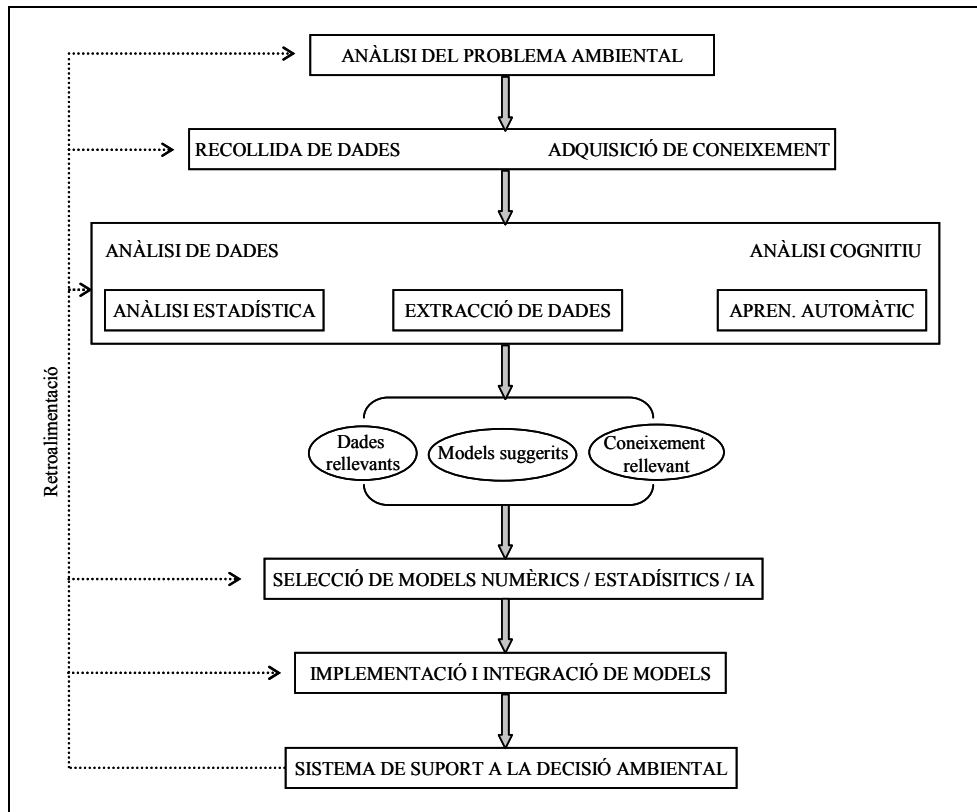 ANÀLISI DEL PROBLEMA AMBIENTAL
RECOLLIDA DE DADES
ADQUISICIÓ DE CONEIXEMENT
ANÀLISI DE DADES
ANÀLISI COGNITIU
ANÀLISI ESTADÍSTICA
EXTRACCIÓ DE DADES
APREN. AUTOMÀTIC
Retroalimentació
Dades
rellevants
Models suggerits
Coneixement
rellevant
SELECCIÓ DE MODELS NUMÈRICS / ESTADÍSITICS / IA
IMPLEMENTACIÓ I INTEGRACIÓ DE MODELS
SISTEMA DE SUPORT A LA DECISIÓ AMBIENTAL